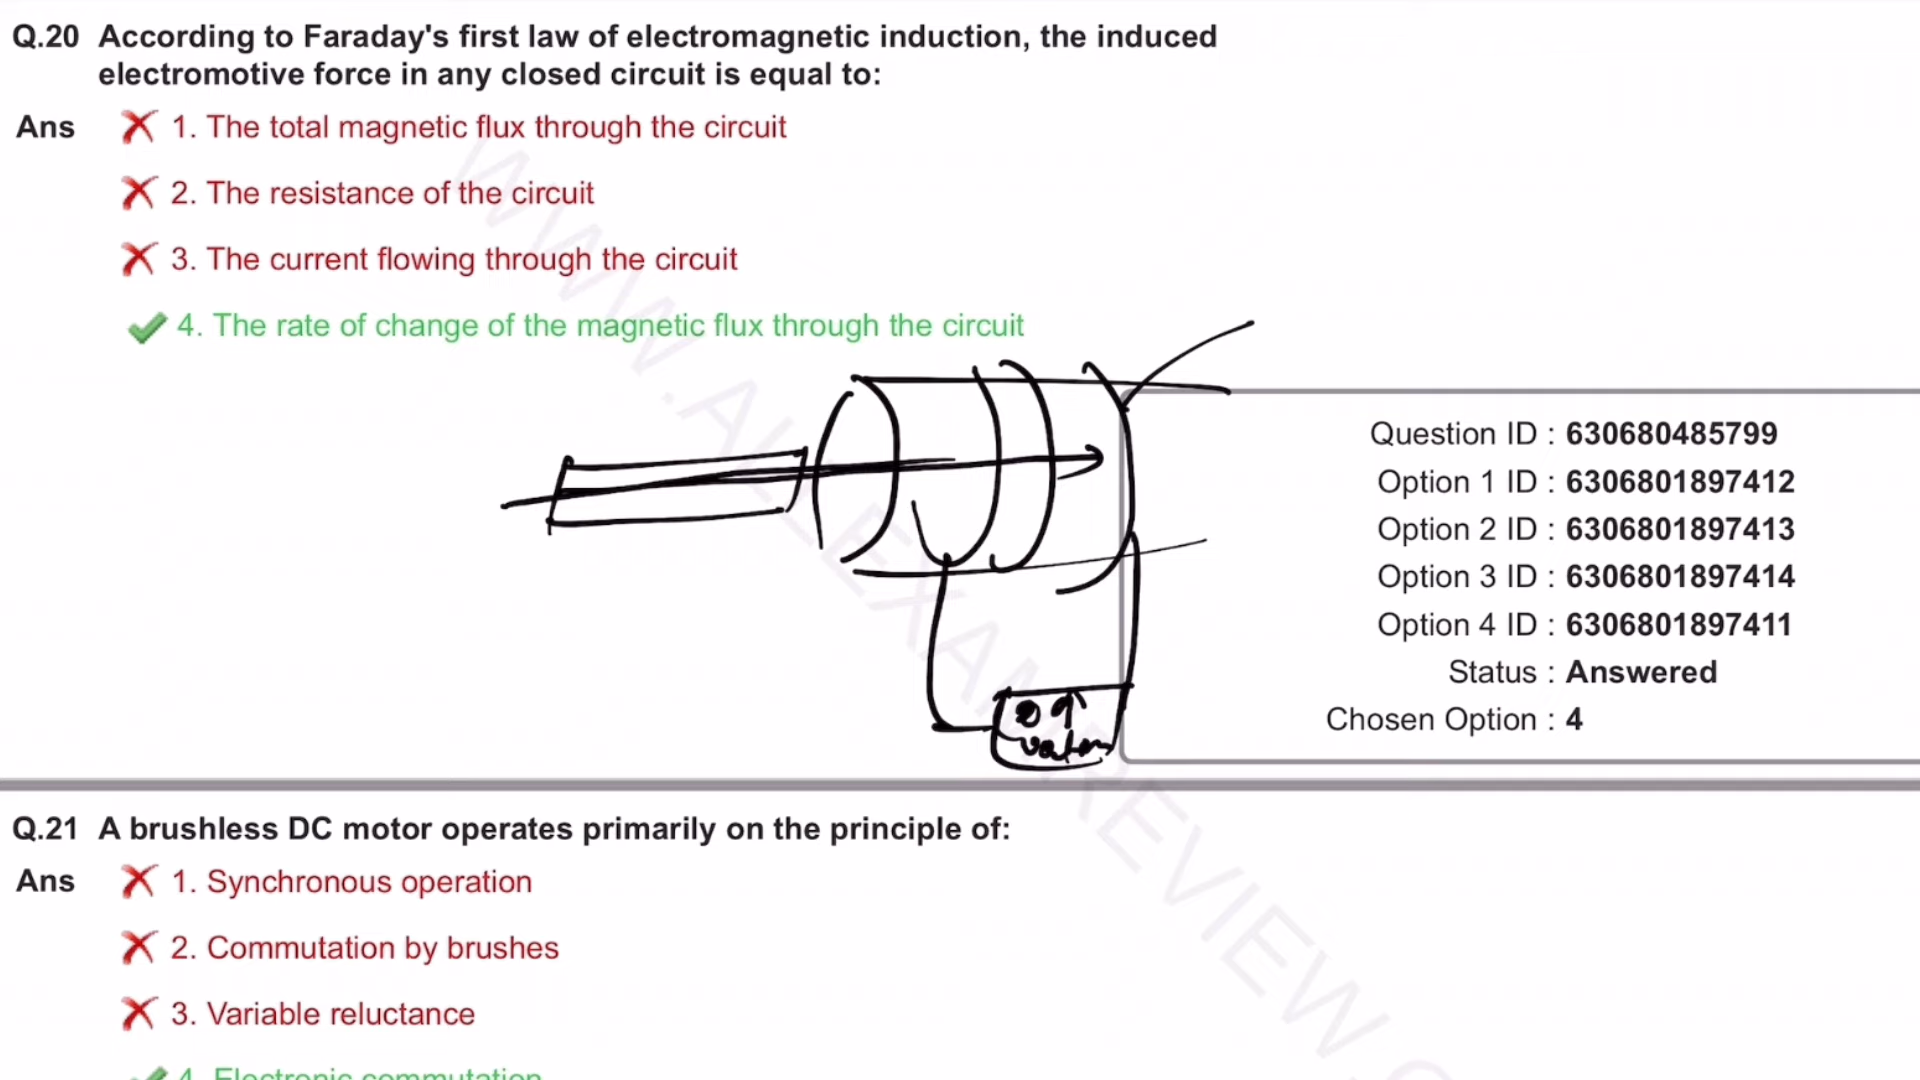 Q.20 According to Faraday's first law of electromagnetic induction, the induced
electromotive force in any closed circuit is equal to:
Ans 1. The total magnetic flux through the circuit
2. The resistance of the circuit
3. The current flowing through the circuit
4. The rate of change of the magnetic flux through the circuit
Question ID : 630680485799
Option 1 ID : 6306801897412
Option 2 ID : 6306801897413
Option 3 ID : 6306801897414
Option 4 ID : 6306801897411
Status : Answered
Chosen Option : 4
Q.21 A brushless DC motor operates primarily on the principle of:
Ans 1. Synchronous operation
2. Commutation by brushes
3. Variable reluctance
4. Electronic commutation
WWW.ALLEXAMREVIEW.